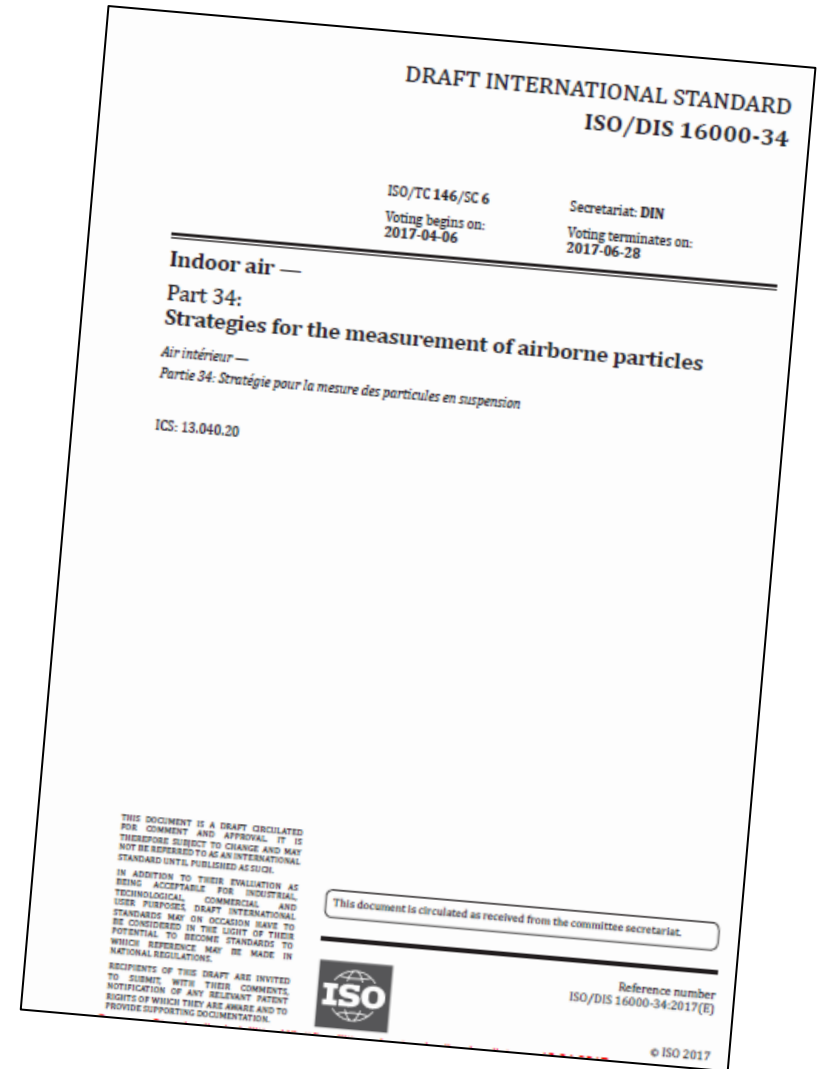 DRAFT INTERNATIONAL STANDARD
ISO/DIS 16000-34
ISO/TC 146/SC 6
Secretariat: DIN
Voting begins on:
2017-04-06
Voting terminates on:
2017-06-28
Indoor air —
Part 34:
Strategies for the measurement of airborne particles
Air intérieur —
Partie 34: Stratégie pour la mesure des particules en suspension
ICS: 13.040.20
THIS DOCUMENT IS A DRAFT CIRCULATED
FOR COMMENT AND APPROVAL. IT IS
THEREFORE SUBJECT TO CHANGE AND MAY
NOT BE REFERRED TO AS AN INTERNATIONAL
STANDARD UNTIL PUBLISHED AS SUCH.
IN ADDITION TO THEIR EVALUATION AS
BEING ACCEPTABLE FOR INDUSTRIAL,
TECHNOLOGICAL, COMMERCIAL AND
USER PURPOSES, DRAFT INTERNATIONAL
STANDARDS MAY ON OCCASION HAVE TO
BE CONSIDERED IN THE LIGHT OF THEIR
POTENTIAL TO BECOME STANDARDS TO
WHICH REFERENCE MAY BE MADE IN
NATIONAL REGULATIONS.
RECIPIENTS OF THIS DRAFT ARE INVITED
TO SUBMIT, WITH THEIR COMMENTS,
NOTIFICATION OF ANY RELEVANT PATENT
RIGHTS OF WHICH THEY ARE AWARE AND TO
PROVIDE SUPPORTING DOCUMENTATION.
This document is circulated as received from the committee secretariat.
ISO
Reference number
ISO/DIS 16000-34:2017(E)
© ISO 2017